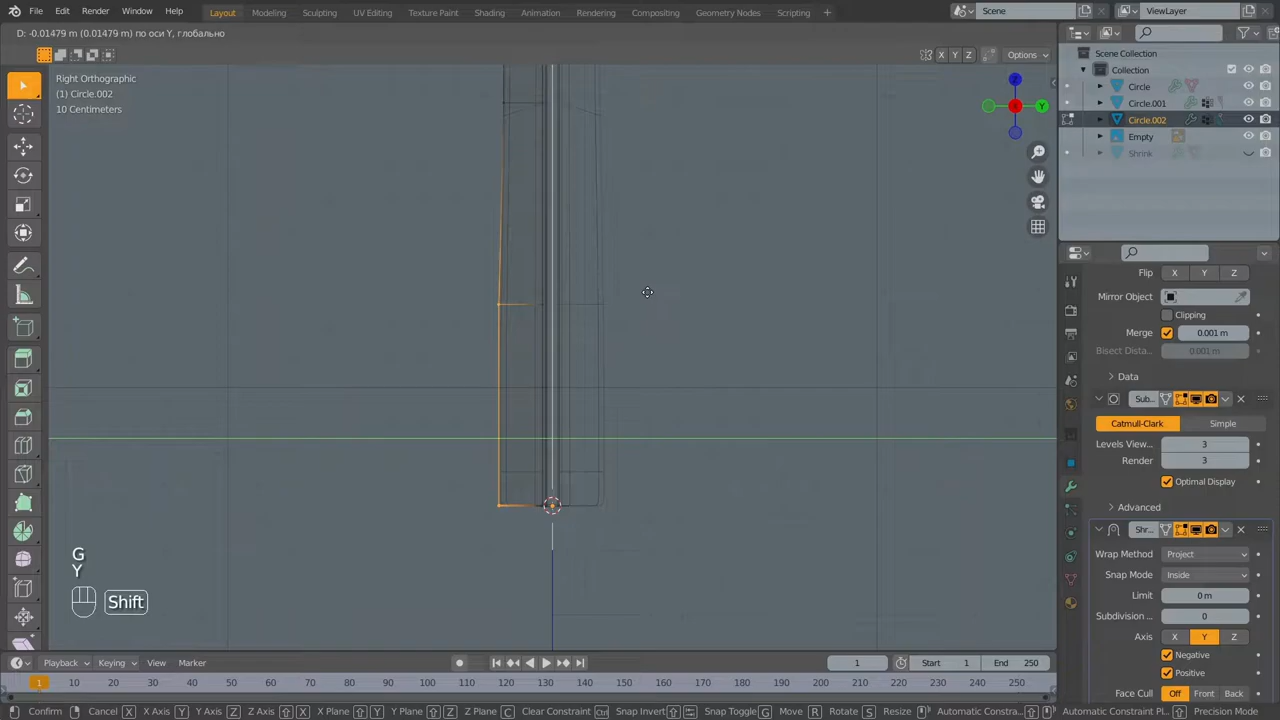 File Edit Render Window Help Layout Modeling Sculpting UV Editing Texture Paint Shading Animation Rendering Compositing Geometry Nodes Scripting + Scene ViewLayer
D: -0.01479 m (0.01479 m) по оси Y, глобально
X Y Z Options
Right Orthographic
(1) Circle.002
10 Centimeters
Z
Y
X
G
Y
Shift
Scene Collection
Collection
Circle
Circle.001
Circle.002
Empty
Shrink
Flip X Y Z
Mirror Object
Clipping
Merge 0.001 m
Bisect Dista... 0.001 m
Data
Sub..
Catmull-Clark Simple
Levels View... 3
Render 3
Optimal Display
Advanced
Shr...
Wrap Method Project
Snap Mode Inside
Limit 0 m
Subdivision ... 0
Axis X Y Z
Negative
Positive
Face Cull Off Front Back
Playback Keying View Marker 1 Start 1 End 250
1 10 20 30 40 50 60 70 80 90 100 110 120 130 140 150 160 170 180 190 200 210 220 230 240 250
Confirm Cancel X X Axis Y Y Axis Z Z Axis X X Plane Y Y Plane Z Z Plane C Clear Constraint Ctrl Snap Invert Snap Toggle G Move R Rotate S Resize Automatic Constraint Automatic Constraint Pl... Precision Mode